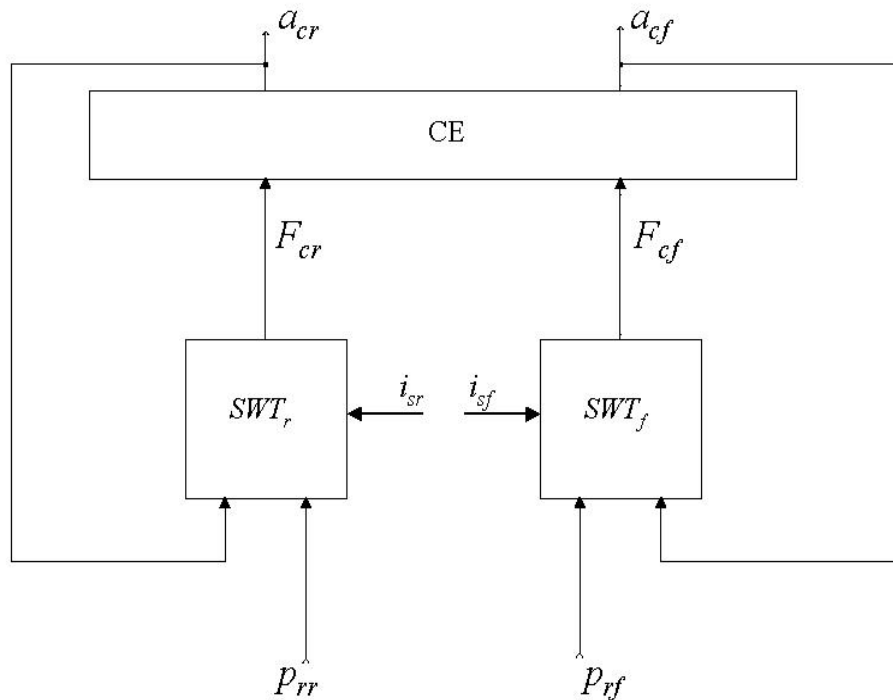 a_cr a_cf
CE
F_cr F_cf
i_sr i_sf
SWT_r SWT_f
p_rr p_rf